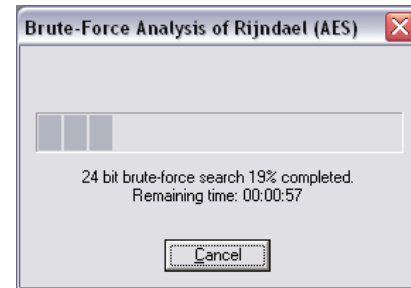 Brute-Force Analysis of Rijndael (AES)
24 bit brute-force search 19% completed.
Remaining time: 00:00:57
Cancel